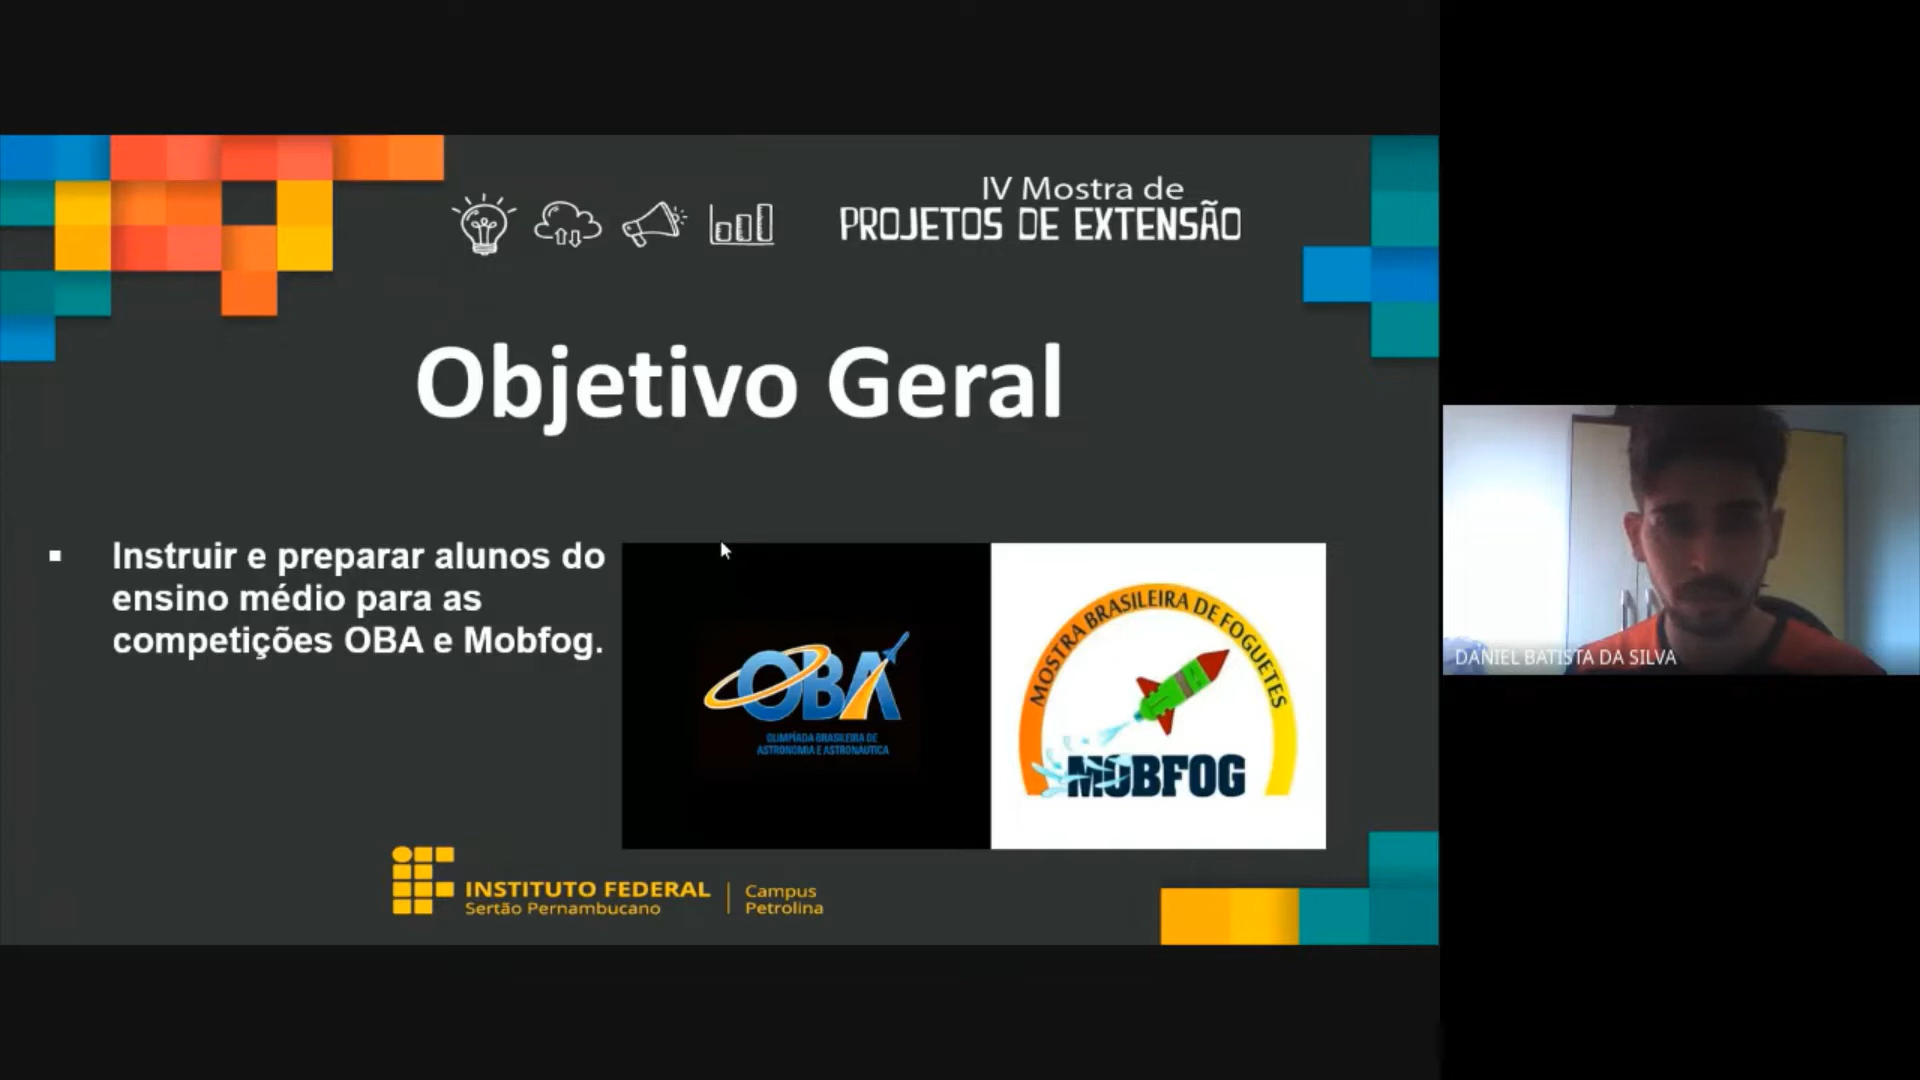 IV Mostra de
PROJETOS DE EXTENSÃO
Objetivo Geral
▪ Instruir e preparar alunos do
ensino médio para as
competições OBA e Mobfog.
OBA
OLIMPÍADA BRASILEIRA DE
ASTRONOMIA E ASTRONÁUTICA
MOSTRA BRASILEIRA DE FOGUETES
MOBFOG
DANIEL BATISTA DA SILVA
IF
INSTITUTO FEDERAL
Sertão Pernambucano
Campus
Petrolina